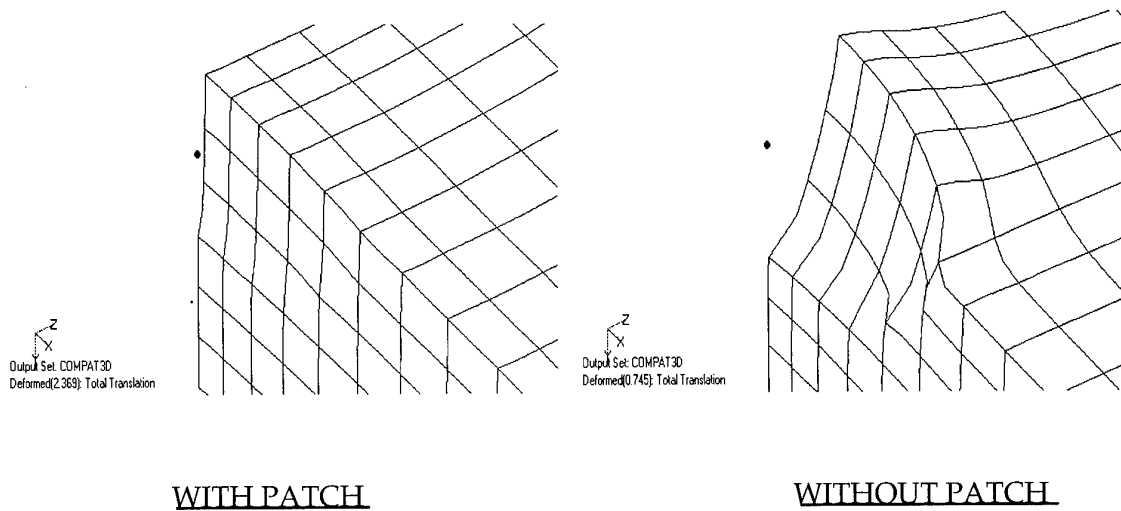 Z
X
Output Set: COMPAT3D
Deformed(2.369): Total Translation
WITH PATCH
Z
X
Output Set: COMPAT3D
Deformed(0.745): Total Translation
WITHOUT PATCH